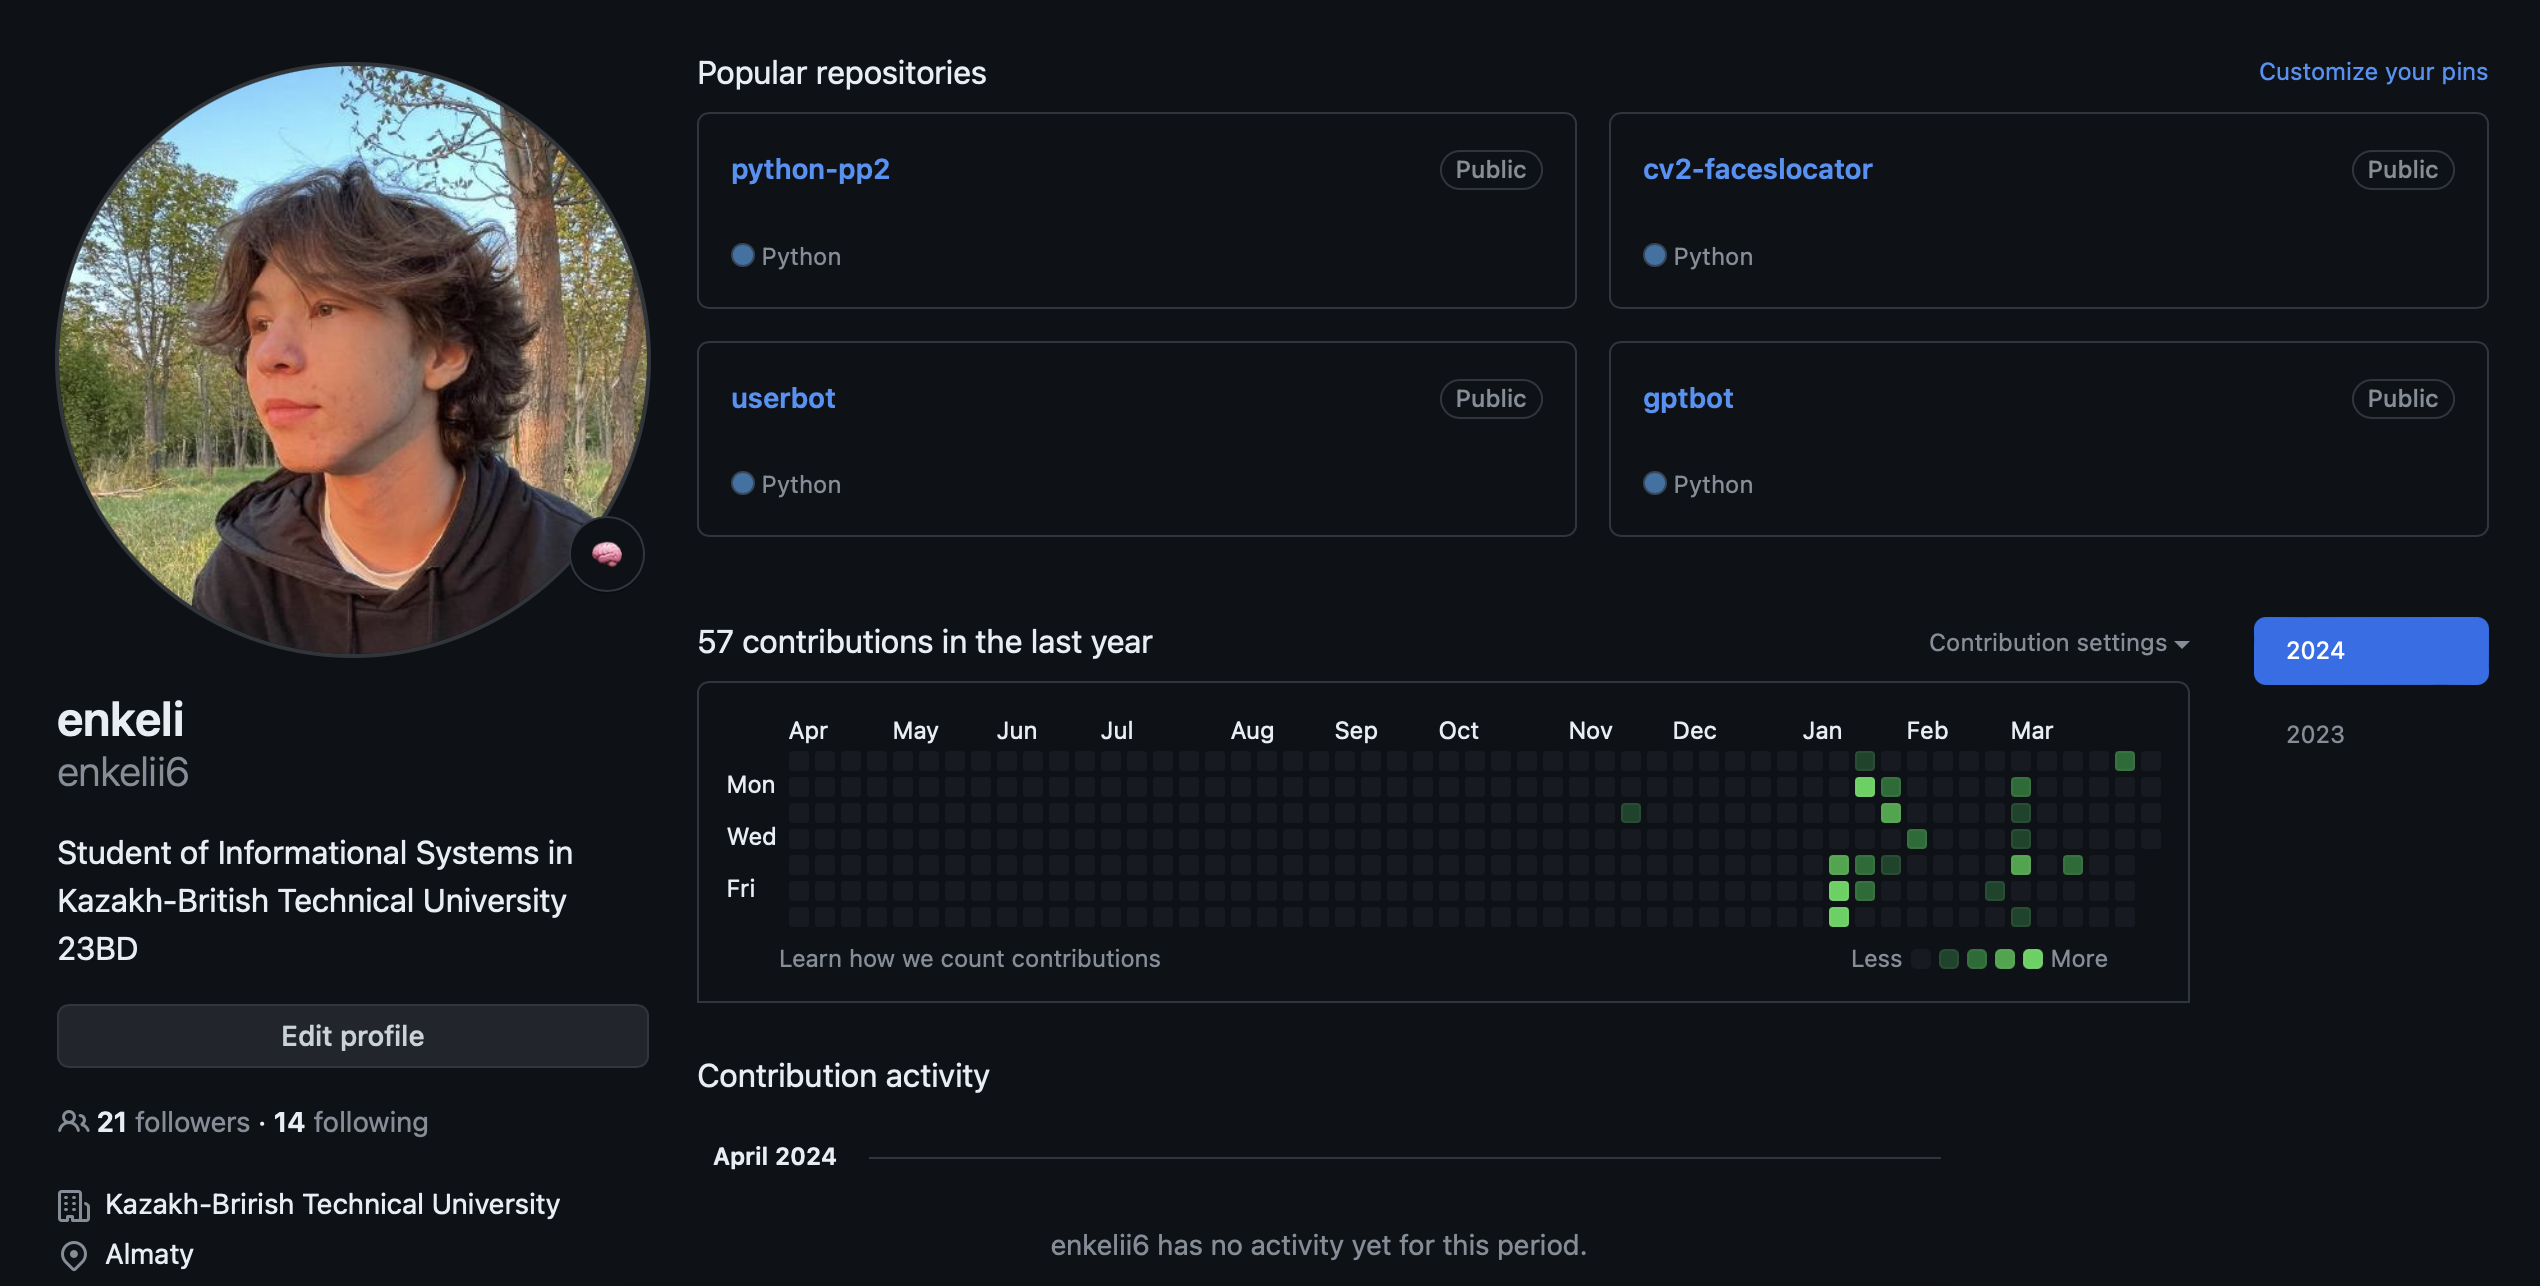 enkeli
enkelii6
Student of Informational Systems in
Kazakh-British Technical University
23BD
Edit profile
21 followers · 14 following
Kazakh-Brirish Technical University
Almaty
Popular repositories
Customize your pins
python-pp2
Public
Python
cv2-faceslocator
Public
Python
userbot
Public
Python
gptbot
Public
Python
57 contributions in the last year
Contribution settings
2024
2023
Apr May Jun Jul Aug Sep Oct Nov Dec Jan Feb Mar
Mon
Wed
Fri
Learn how we count contributions
Less More
Contribution activity
April 2024
enkelii6 has no activity yet for this period.